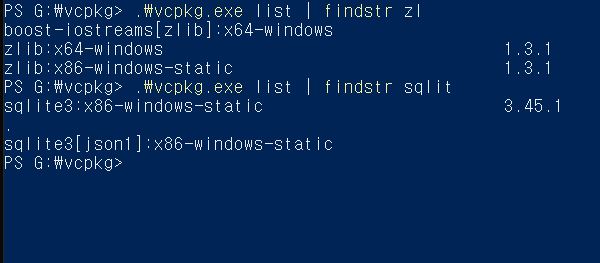 PS G:₩vcpkg> .₩vcpkg.exe list | findstr zl
boost-iostreams[zlib]:x64-windows
zlib:x64-windows 1.3.1
zlib:x86-windows-static 1.3.1
PS G:₩vcpkg> .₩vcpkg.exe list | findstr sqlit
sqlite3:x86-windows-static 3.45.1
.
sqlite3[json1]:x86-windows-static
PS G:₩vcpkg>